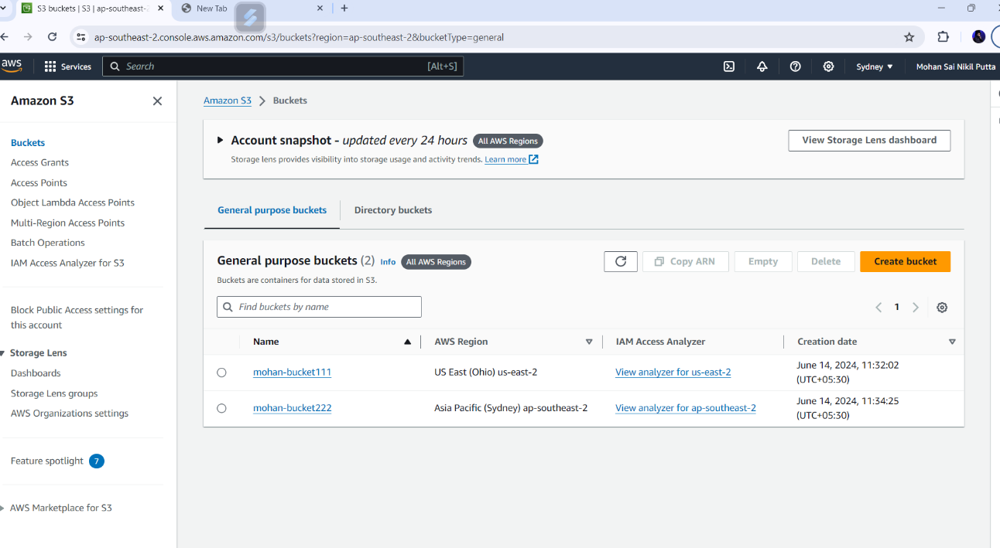 S3 buckets | S3 | ap-southeast-2
New Tab
ap-southeast-2.console.aws.amazon.com/s3/buckets?region=ap-southeast-2&bucketType=general
aws
Services
Search
[Alt+S]
Sydney
Mohan Sai Nikil Putta
Amazon S3
Buckets
Access Grants
Access Points
Object Lambda Access Points
Multi-Region Access Points
Batch Operations
IAM Access Analyzer for S3
Block Public Access settings for
this account
Storage Lens
Dashboards
Storage Lens groups
AWS Organizations settings
Feature spotlight 7
AWS Marketplace for S3
Amazon S3 Buckets
Account snapshot - updated every 24 hours All AWS Regions
View Storage Lens dashboard
Storage lens provides visibility into storage usage and activity trends. Learn more
General purpose buckets
Directory buckets
General purpose buckets (2) Info All AWS Regions
Copy ARN
Empty
Delete
Create bucket
Buckets are containers for data stored in S3.
Find buckets by name
1
Name AWS Region IAM Access Analyzer Creation date
mohan-bucket111 US East (Ohio) us-east-2 View analyzer for us-east-2 June 14, 2024, 11:32:02
(UTC+05:30)
mohan-bucket222 Asia Pacific (Sydney) ap-southeast-2 View analyzer for ap-southeast-2 June 14, 2024, 11:34:25
(UTC+05:30)